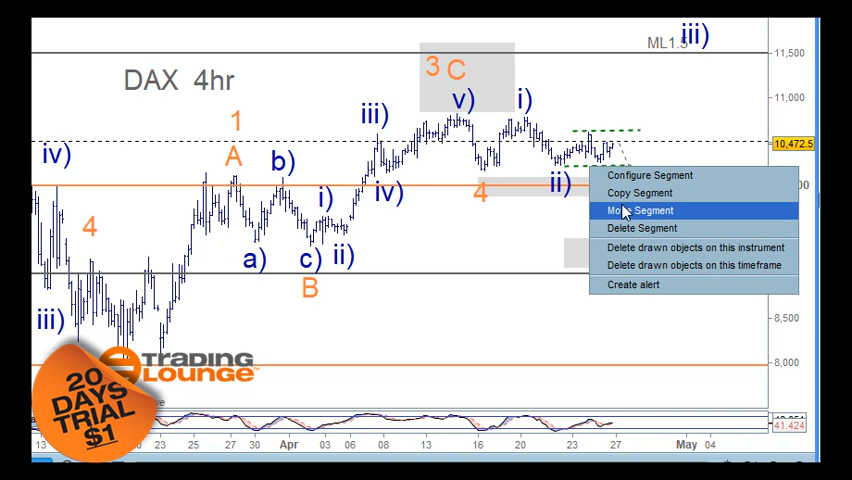 iii)
ML1.5
11,500
DAX 4hr
3 C
11,000
v)
i)
iii)
1
10,472.5
iv)
A
b)
iv)
4
ii)
i)
4
a)
c)
ii)
B
Configure Segment
Copy Segment
Segment
Delete Segment
Delete drawn objects on this instrument
Delete drawn objects on this timeframe
Create alert
iii)
8,500
8,000
TRADING
LOUNGE
20
DAYS
TRIAL
$1
41.424
13
23
25
27
30
Apr
03
06
08
13
16
20
23
27
May
04